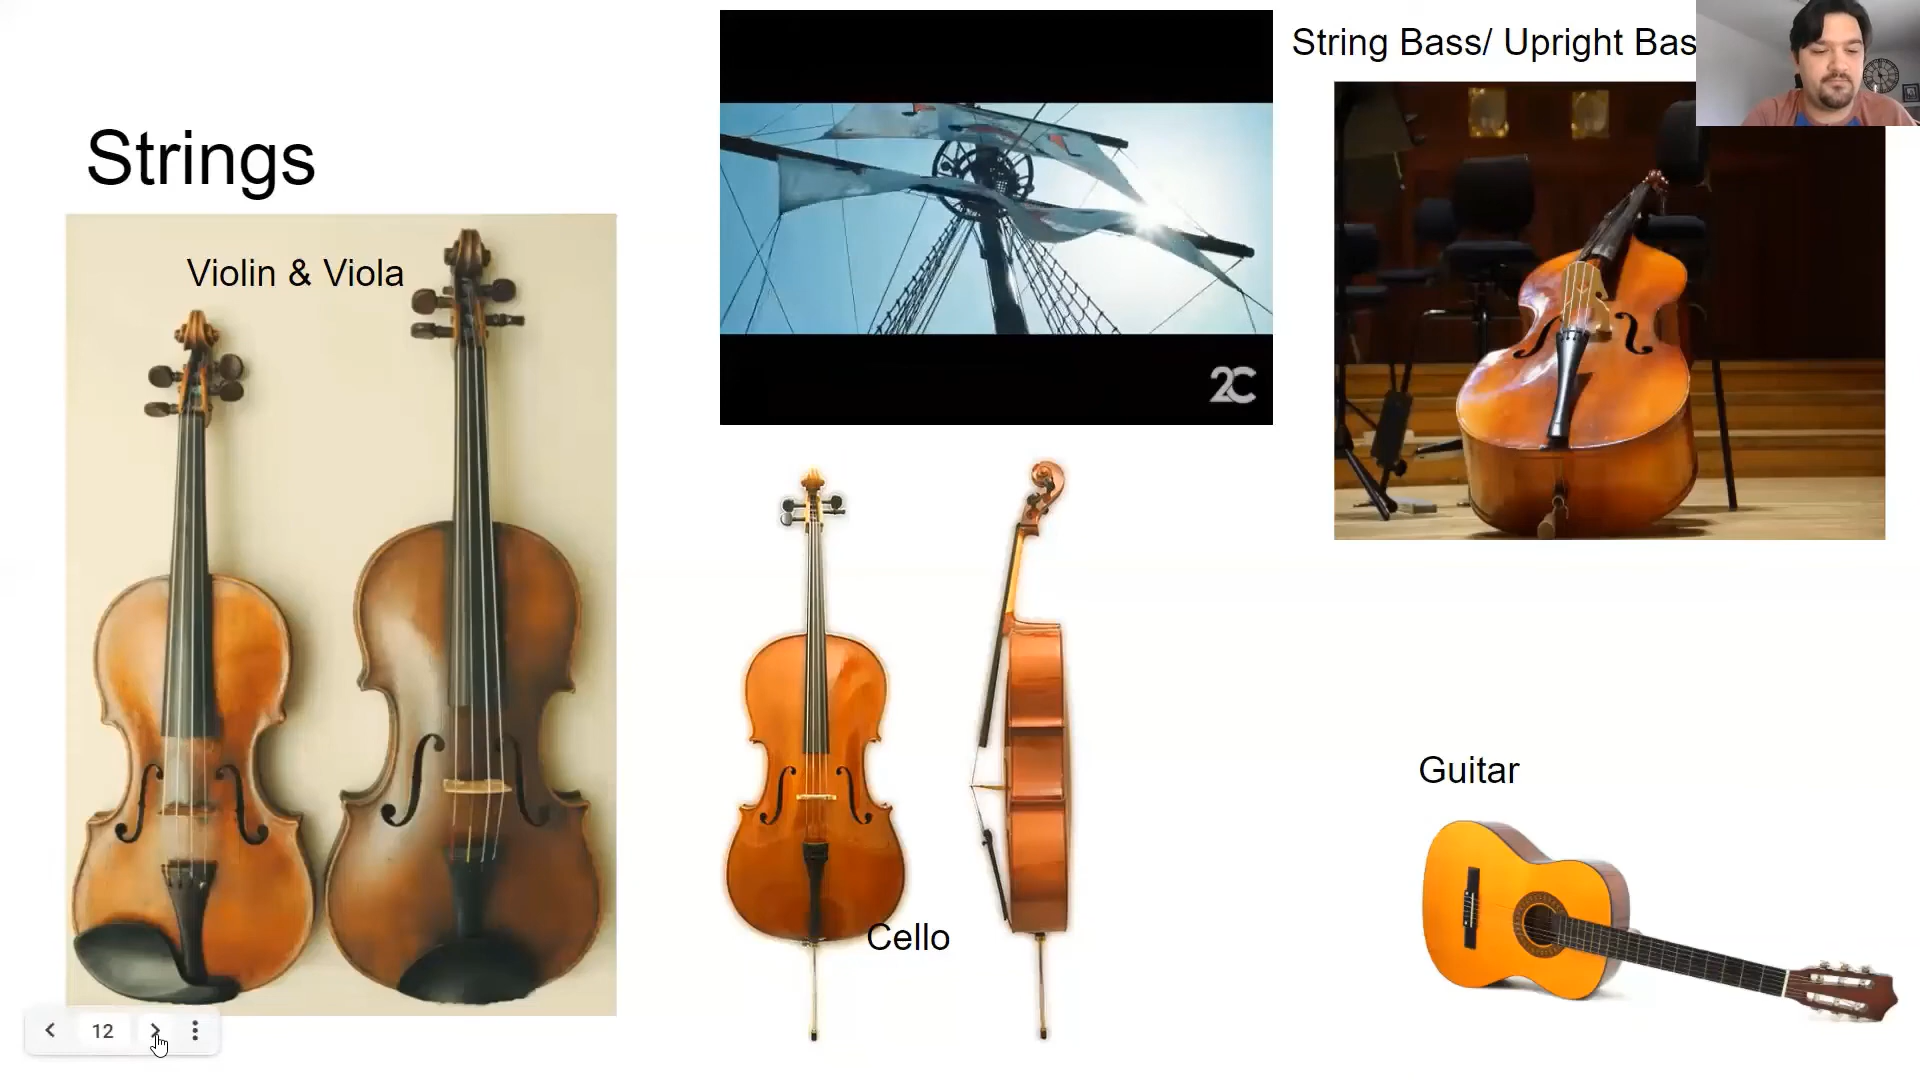 Strings
Violin & Viola
2C
String Bass/ Upright Bas
Cello
Guitar
12